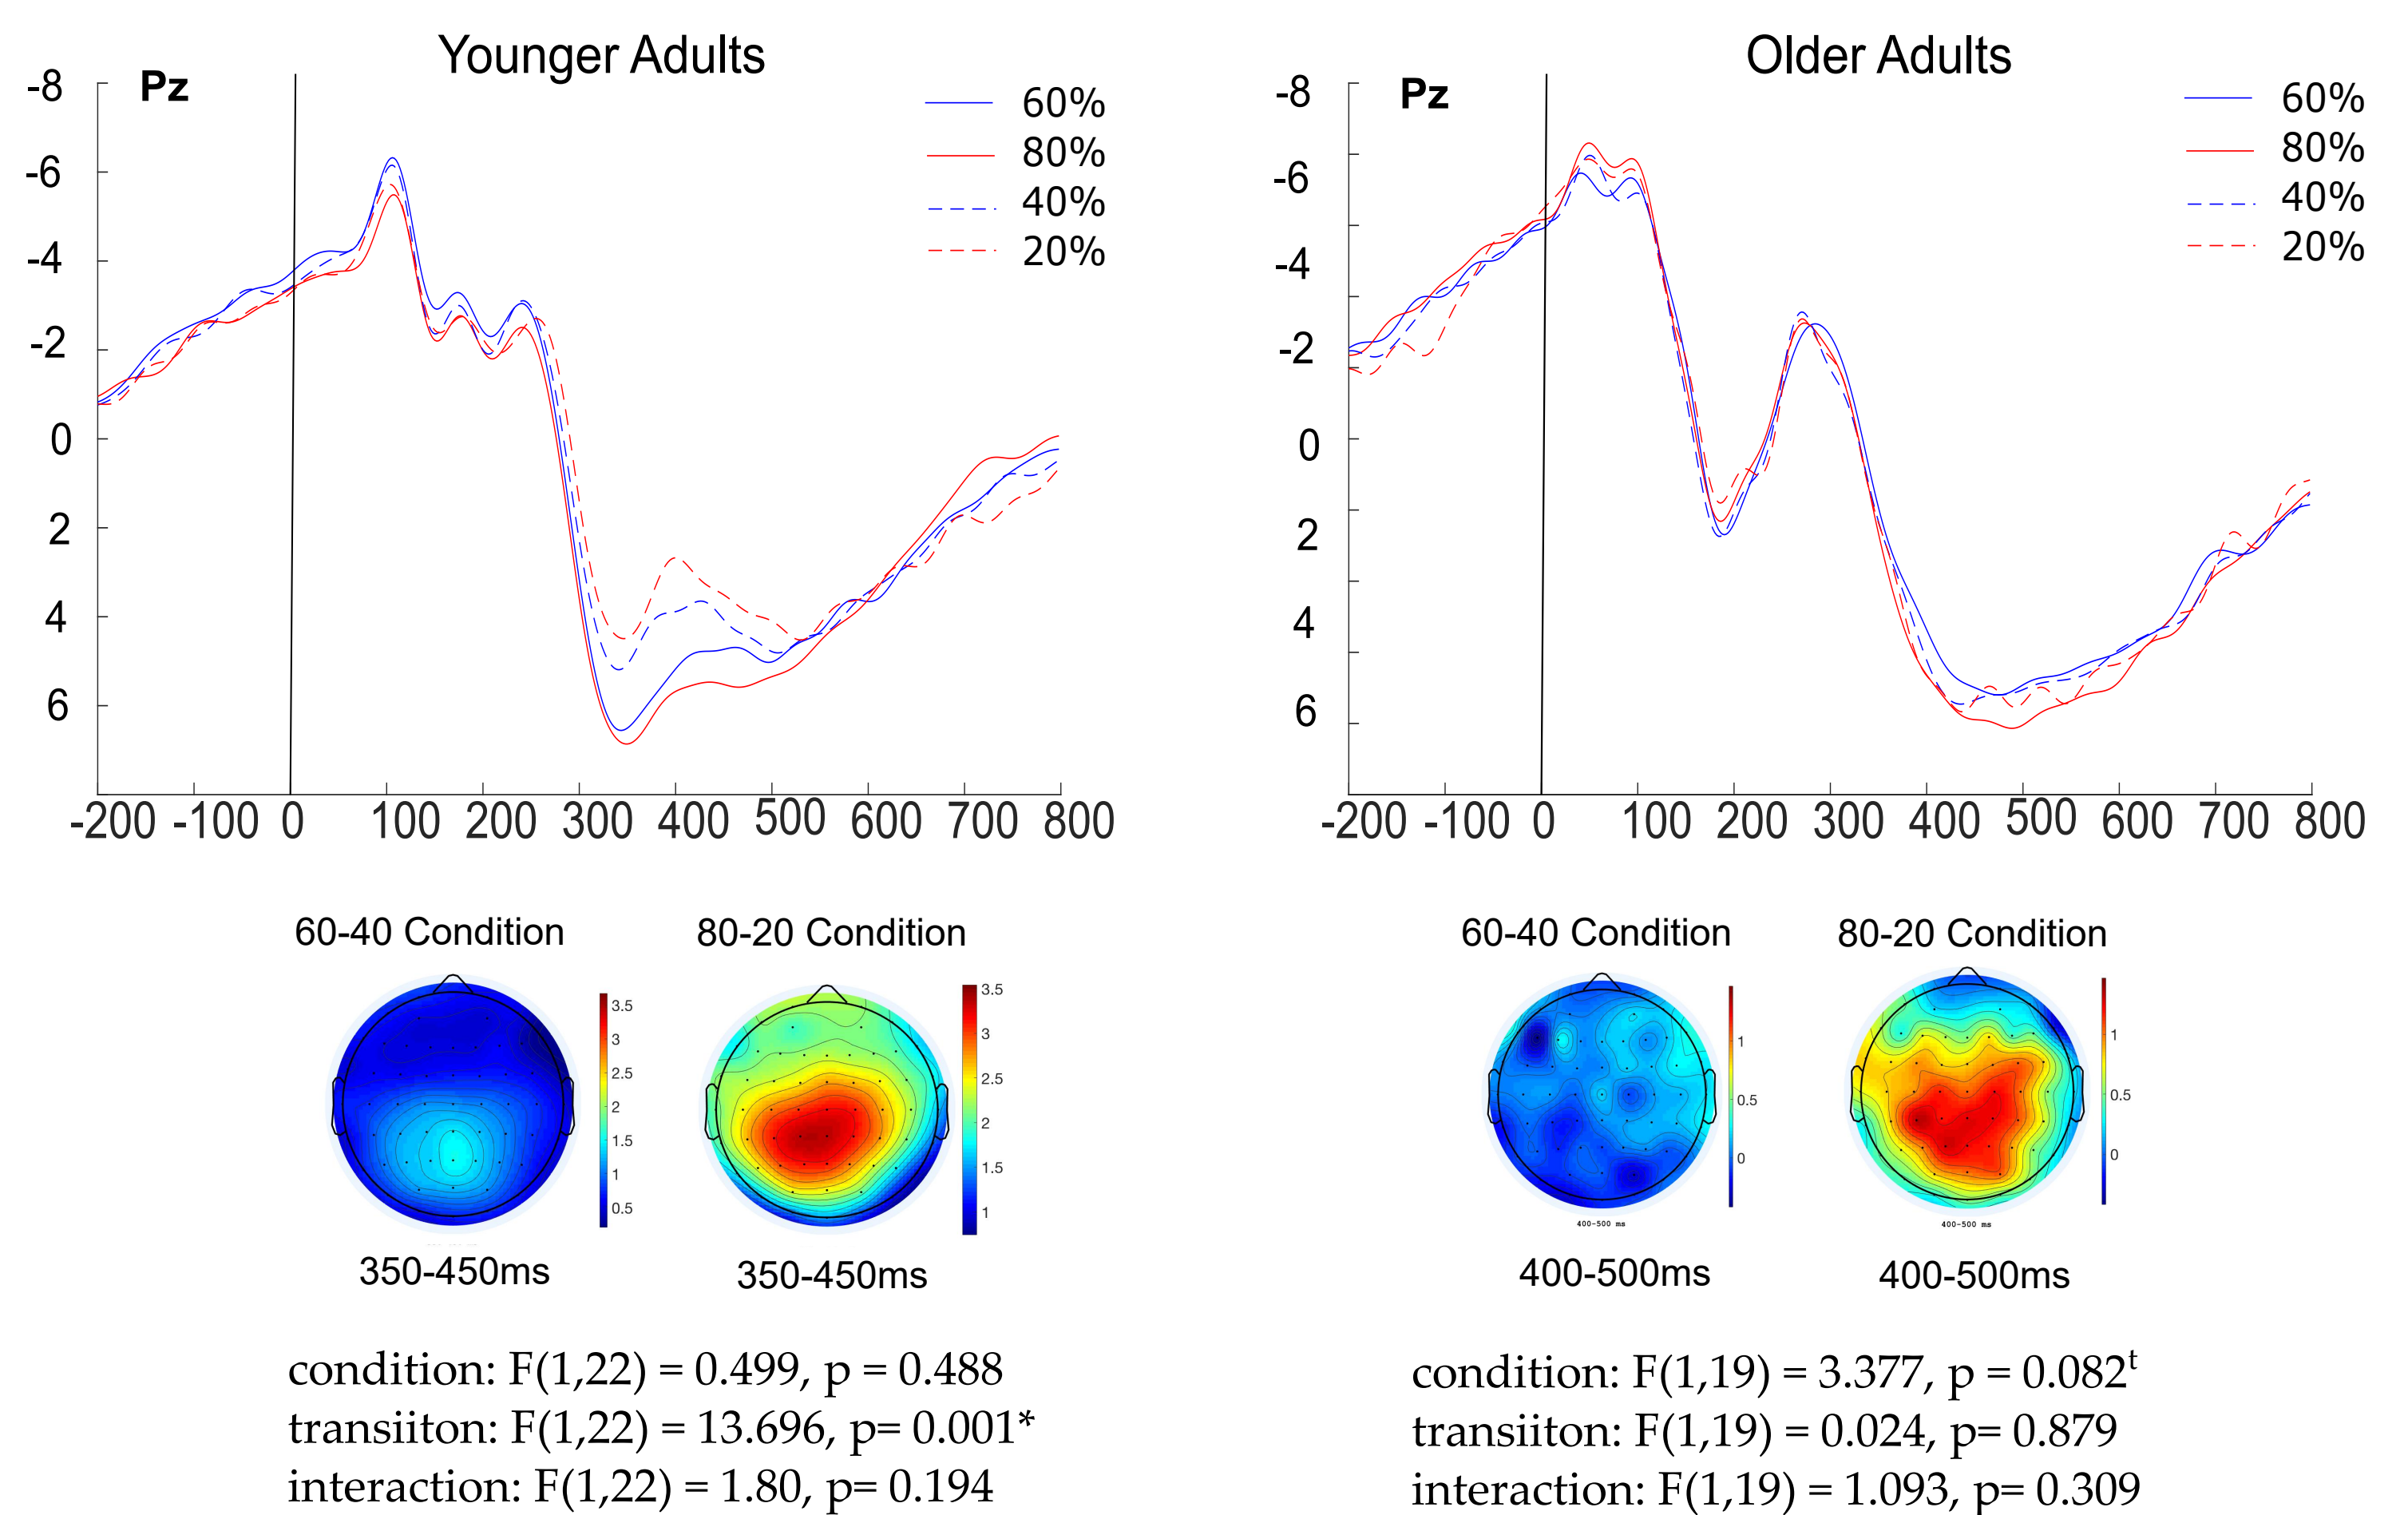 Younger Adults
Pz
60%
80%
40%
20%
-8
-6
-4
-2
0
2
4
6
-200 -100 0 100 200 300 400 500 600 700 800
Older Adults
Pz
60%
80%
40%
20%
-8
-6
-4
-2
0
2
4
6
-200 -100 0 100 200 300 400 500 600 700 800
60-40 Condition
3.5
3
2.5
2
1.5
1
0.5
350-450ms
80-20 Condition
3.5
3
2.5
2
1.5
1
350-450ms
60-40 Condition
1
0.5
0
400-500 ms
400-500ms
80-20 Condition
1
0.5
0
400-500 ms
400-500ms
condition: F(1,22) = 0.499, p = 0.488
transiiton: F(1,22) = 13.696, p= 0.001*
interaction: F(1,22) = 1.80, p= 0.194
condition: F(1,19) = 3.377, p = 0.082ᵗ
transiiton: F(1,19) = 0.024, p= 0.879
interaction: F(1,19) = 1.093, p= 0.309